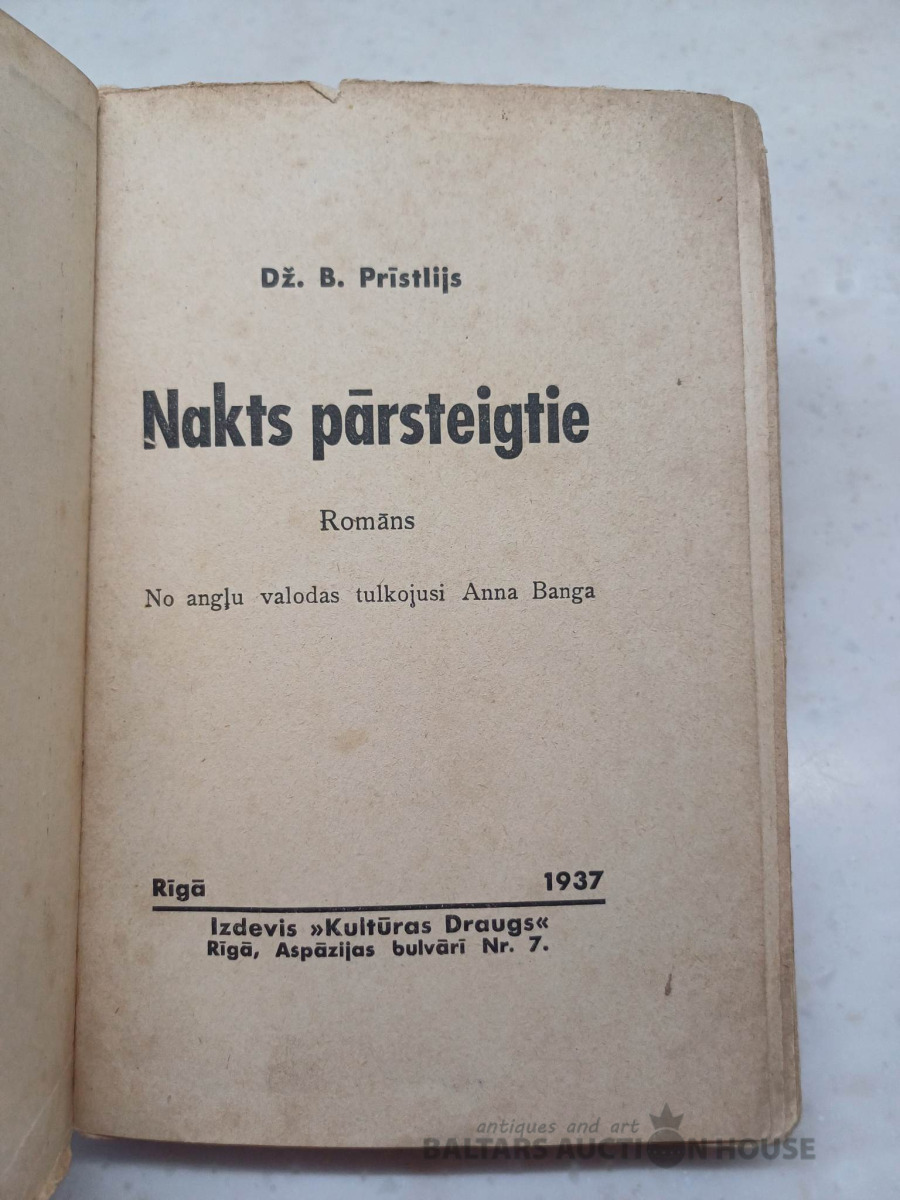 Dž. B. Prīstlijs
Nakts pārsteigtie
Romāns
No angļu valodas tulkojusi Anna Banga
Rīgā 1937
Izdevis »Kultūras Draugs«
Rīgā, Aspāzijas bulvārī Nr. 7.
antiques and art
BALTARS AUCTION HOUSE